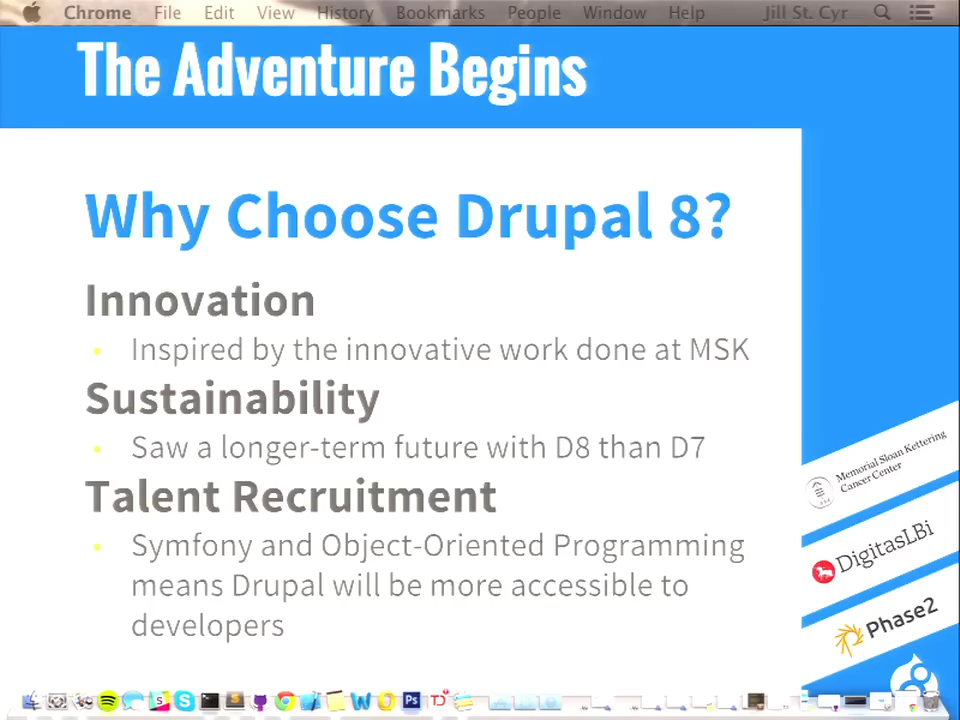 Chrome File Edit View History Bookmarks People Window Help Jill St. Cyr
The Adventure Begins
Why Choose Drupal 8?
Innovation
• Inspired by the innovative work done at MSK
Sustainability
• Saw a longer-term future with D8 than D7
Talent Recruitment
• Symfony and Object-Oriented Programming
means Drupal will be more accessible to
developers
Memorial Sloan Kettering
Cancer Center
DigitasLBi
Phase2